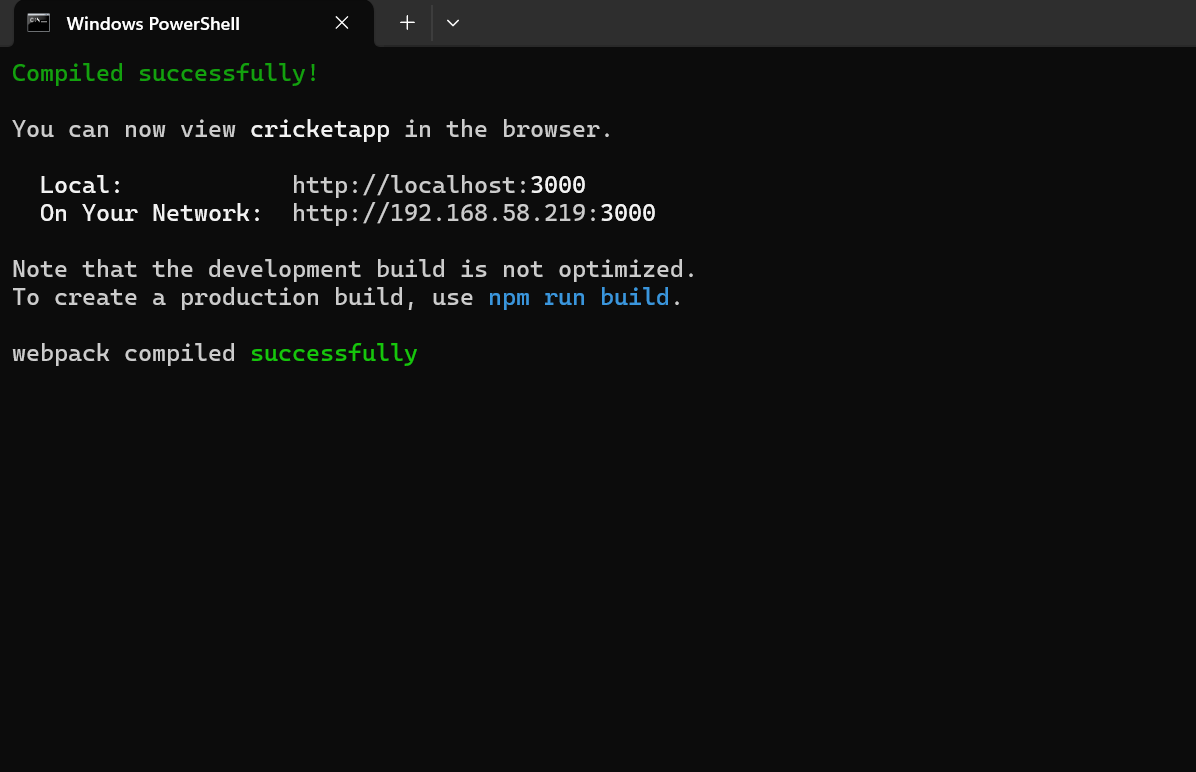 Windows PowerShell
Compiled successfully!
You can now view cricketapp in the browser.
Local: http://localhost:3000
On Your Network: http://192.168.58.219:3000
Note that the development build is not optimized.
To create a production build, use npm run build.
webpack compiled successfully